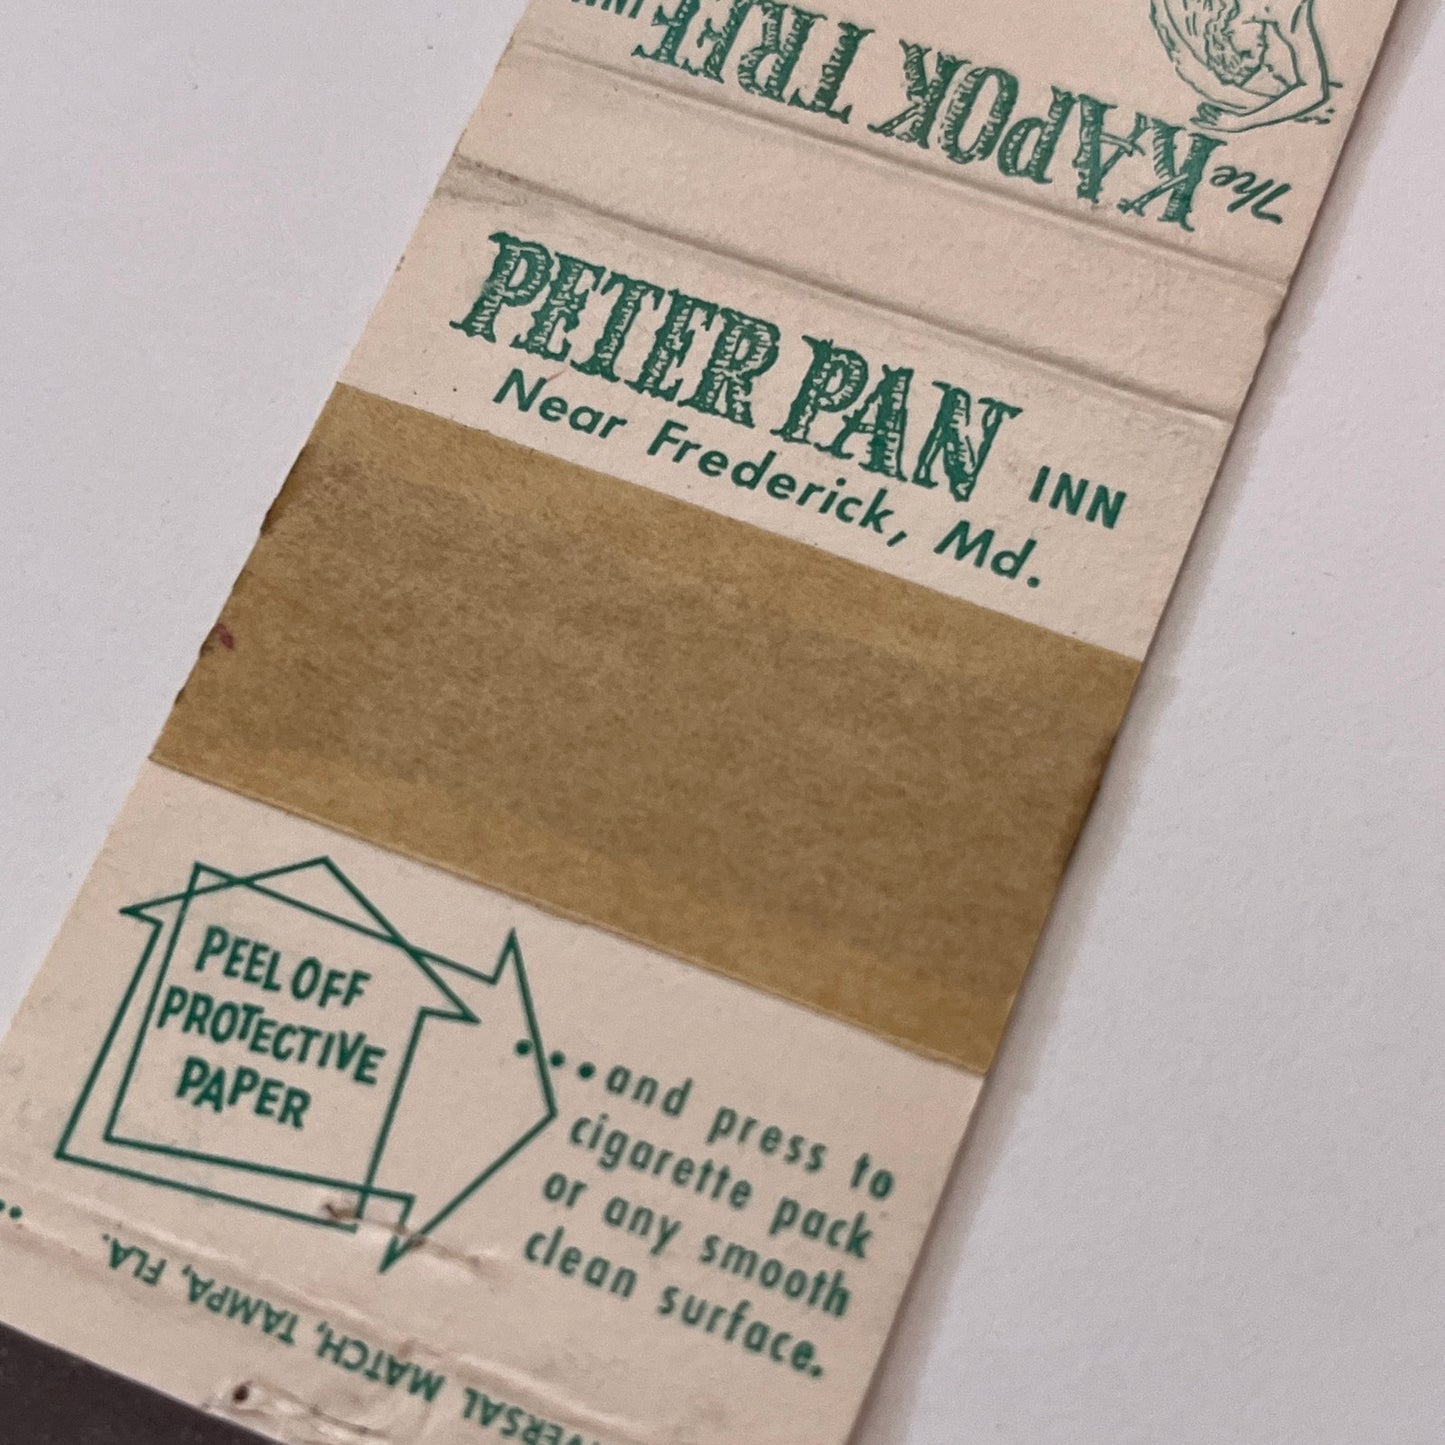 The KAPOK TREE INN
PETER PAN INN
Near Frederick, Md.
PEEL OFF
PROTECTIVE
PAPER
...and press to
cigarette pack
or any smooth
clean surface.
MATCH, TAMPA, FLA.